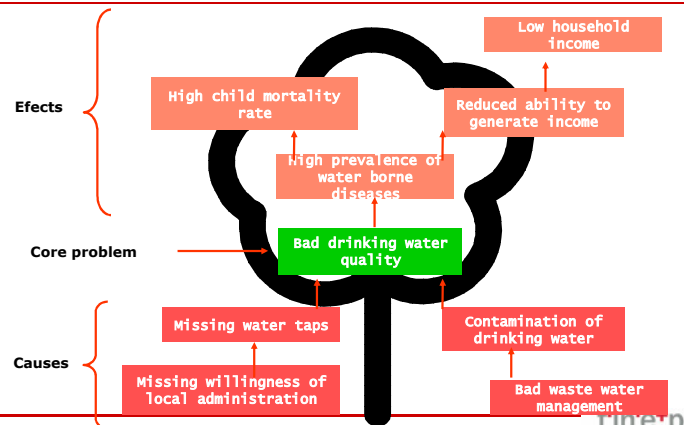 Low household
income
High child mortality
rate
Reduced ability to
generate income
Efects
High prevalence of
water borne
diseases
Core problem
Bad drinking water
quality
Missing water taps
Contamination of
drinking water
Causes
Missing willingness of
local administration
Bad waste water
management